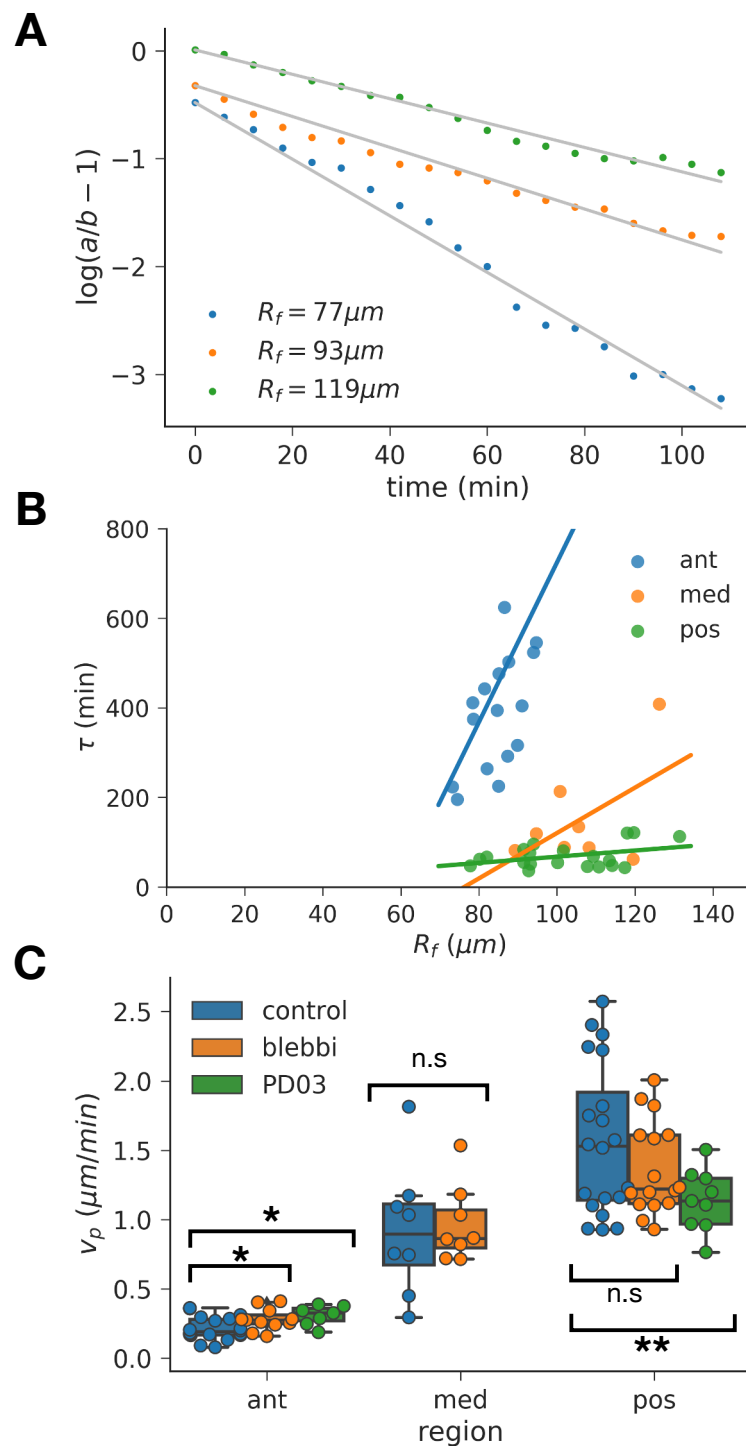 A
0
−1
−2
−3
log(a/b − 1)
R_f = 77μm
R_f = 93μm
R_f = 119μm
0 20 40 60 80 100
time (min)
B
800
600
400
200
0
τ (min)
ant
med
pos
0 20 40 60 80 100 120 140
R_f (μm)
C
2.5
2.0
1.5
1.0
0.5
0.0
v_p (μm/min)
control
blebbi
PD03
n.s
*
*
n.s
**
ant med pos
region